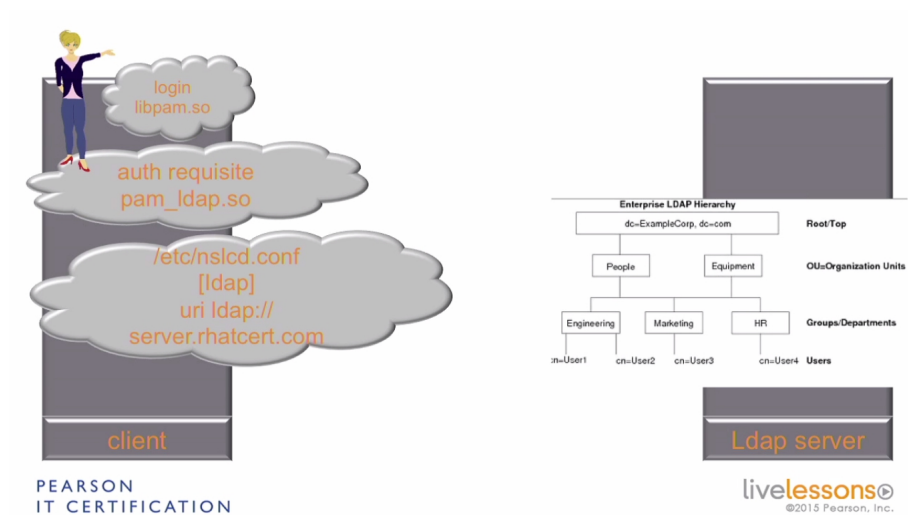 login
libpam.so
auth requisite
pam_ldap.so
/etc/nslcd.conf
[ldap]
uri ldap://
server.rhatcert.com
client
Enterprise LDAP Hierarchy
dc=ExampleCorp, dc=com
Root/Top
People
Equipment
OU=Organization Units
Engineering
Marketing
HR
Groups/Departments
cn=User1
cn=User2
cn=User3
cn=User4
Users
Ldap server
PEARSON
IT CERTIFICATION
livelessons
©2015 Pearson, Inc.